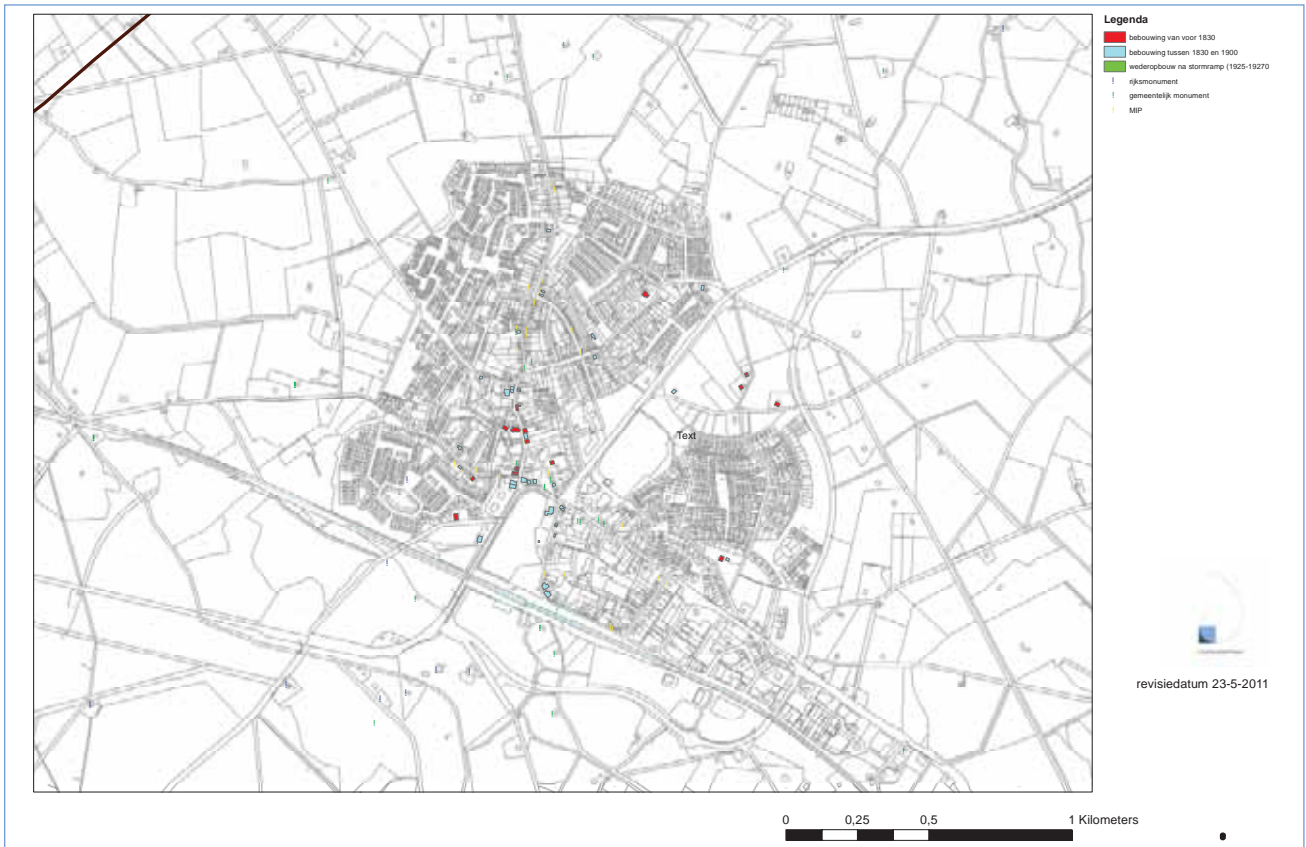 Legenda
bebouwing van voor 1830
bebouwing tussen 1830 en 1900
wederopbouw na stormramp (1925-19270
! rijksmonument
! gemeentelijk monument
! MIP
Text
revisiedatum 23-5-2011
0 0,25 0,5 1 Kilometers